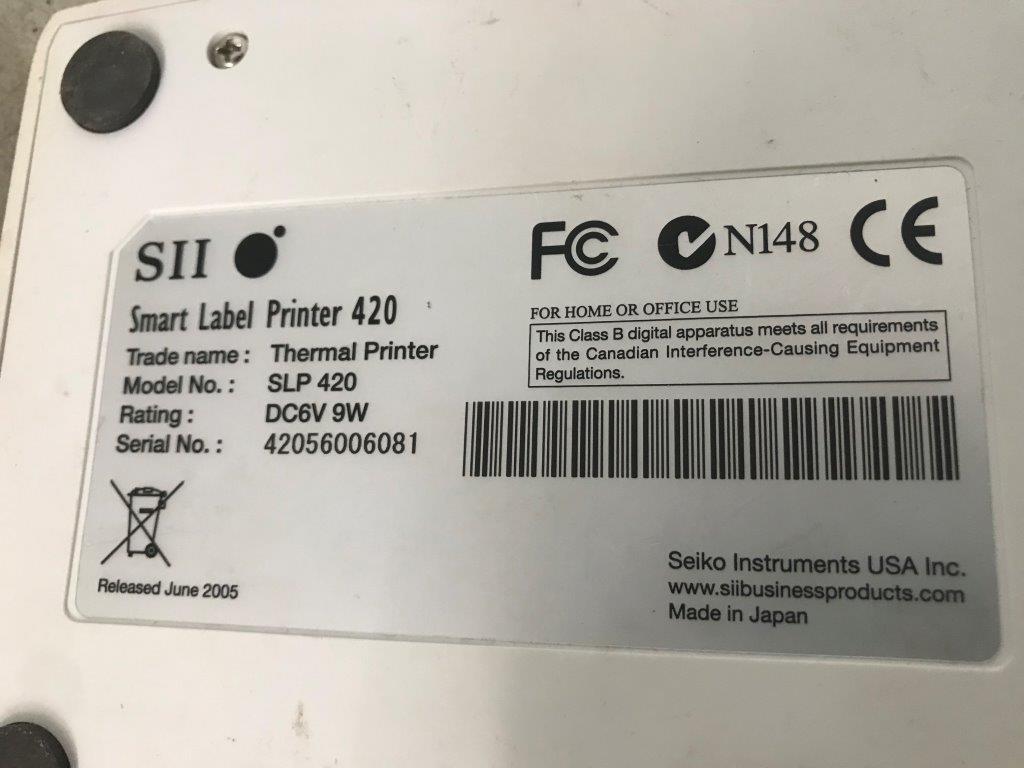 SII
Smart Label Printer 420
Trade name : Thermal Printer
Model No. : SLP 420
Rating : DC6V 9W
Serial No. : 42056006081
Released June 2005
FC N148 CE
FOR HOME OR OFFICE USE
This Class B digital apparatus meets all requirements
of the Canadian Interference-Causing Equipment
Regulations.
Seiko Instruments USA Inc.
www.siibusinessproducts.com
Made in Japan